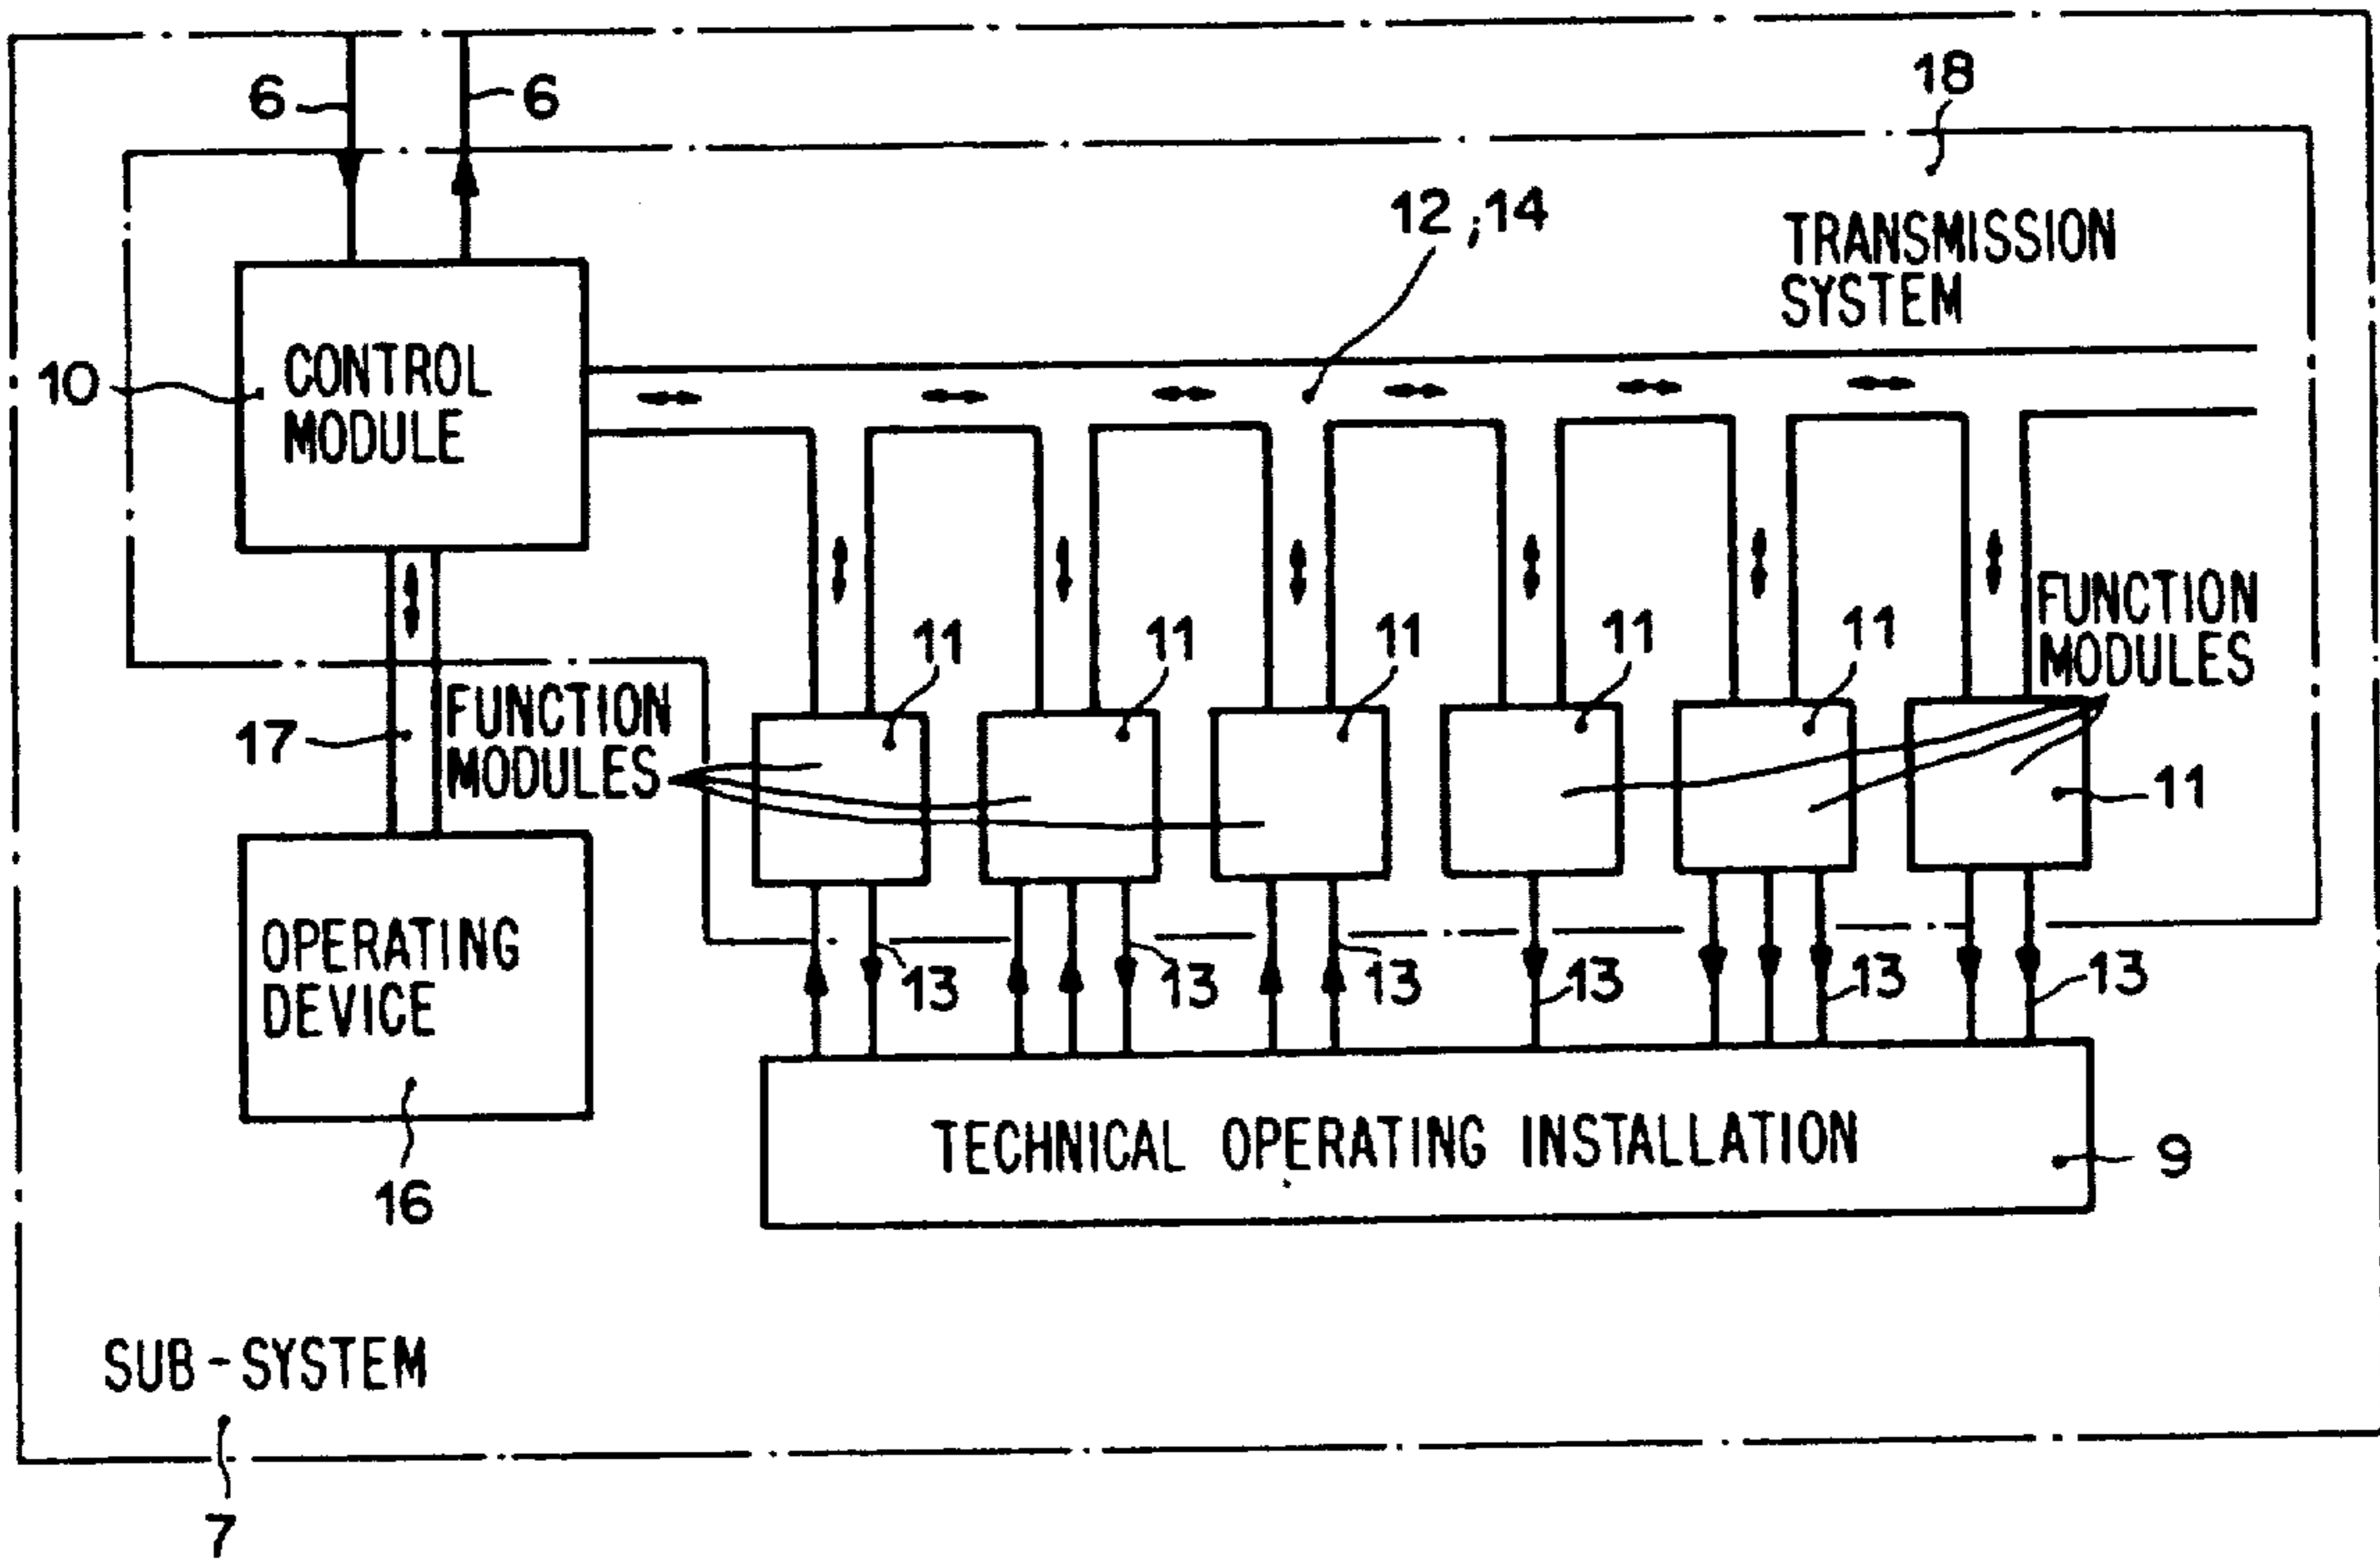 6
6
18
12 ;14
TRANSMISSION
SYSTEM
10
CONTROL
MODULE
11
11
11
11
11
FUNCTION
MODULES
FUNCTION
MODULES
17
11
OPERATING
DEVICE
13
13
13
13
13
13
TECHNICAL OPERATING INSTALLATION
9
16
SUB-SYSTEM
7